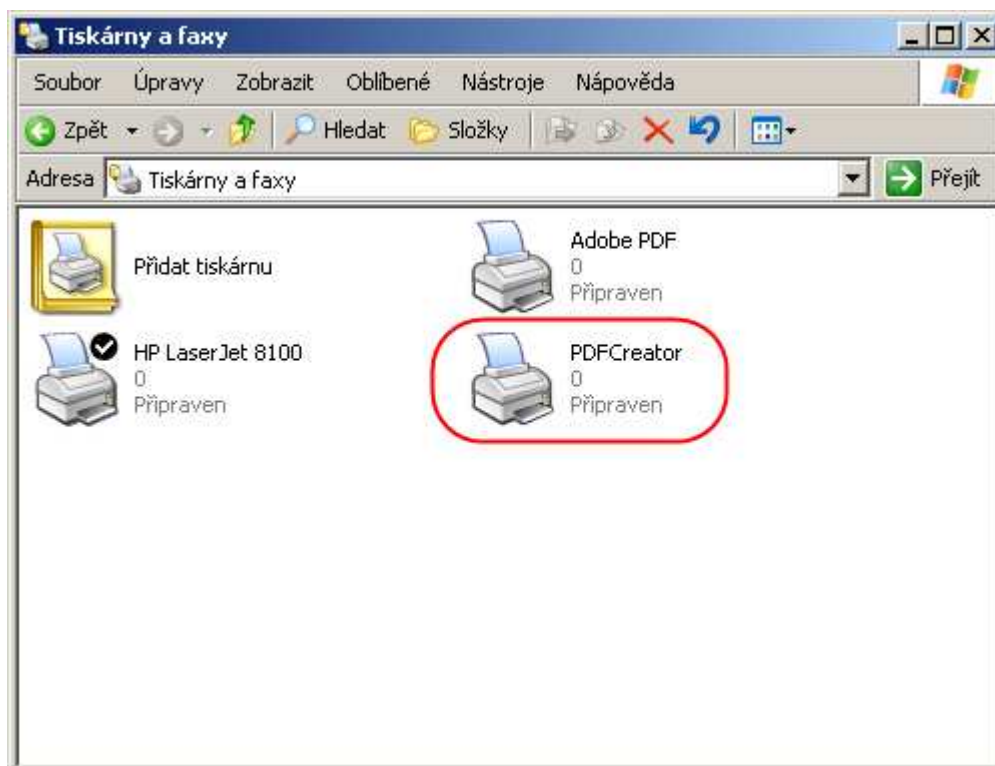 Tiskárny a faxy
Soubor Úpravy Zobrazit Oblíbené Nástroje Nápověda
Zpět Hledat Složky
Adresa Tiskárny a faxy Přejít
Přidat tiskárnu
Adobe PDF
0
Připraven
HP LaserJet 8100
0
Připraven
PDFCreator
0
Připraven